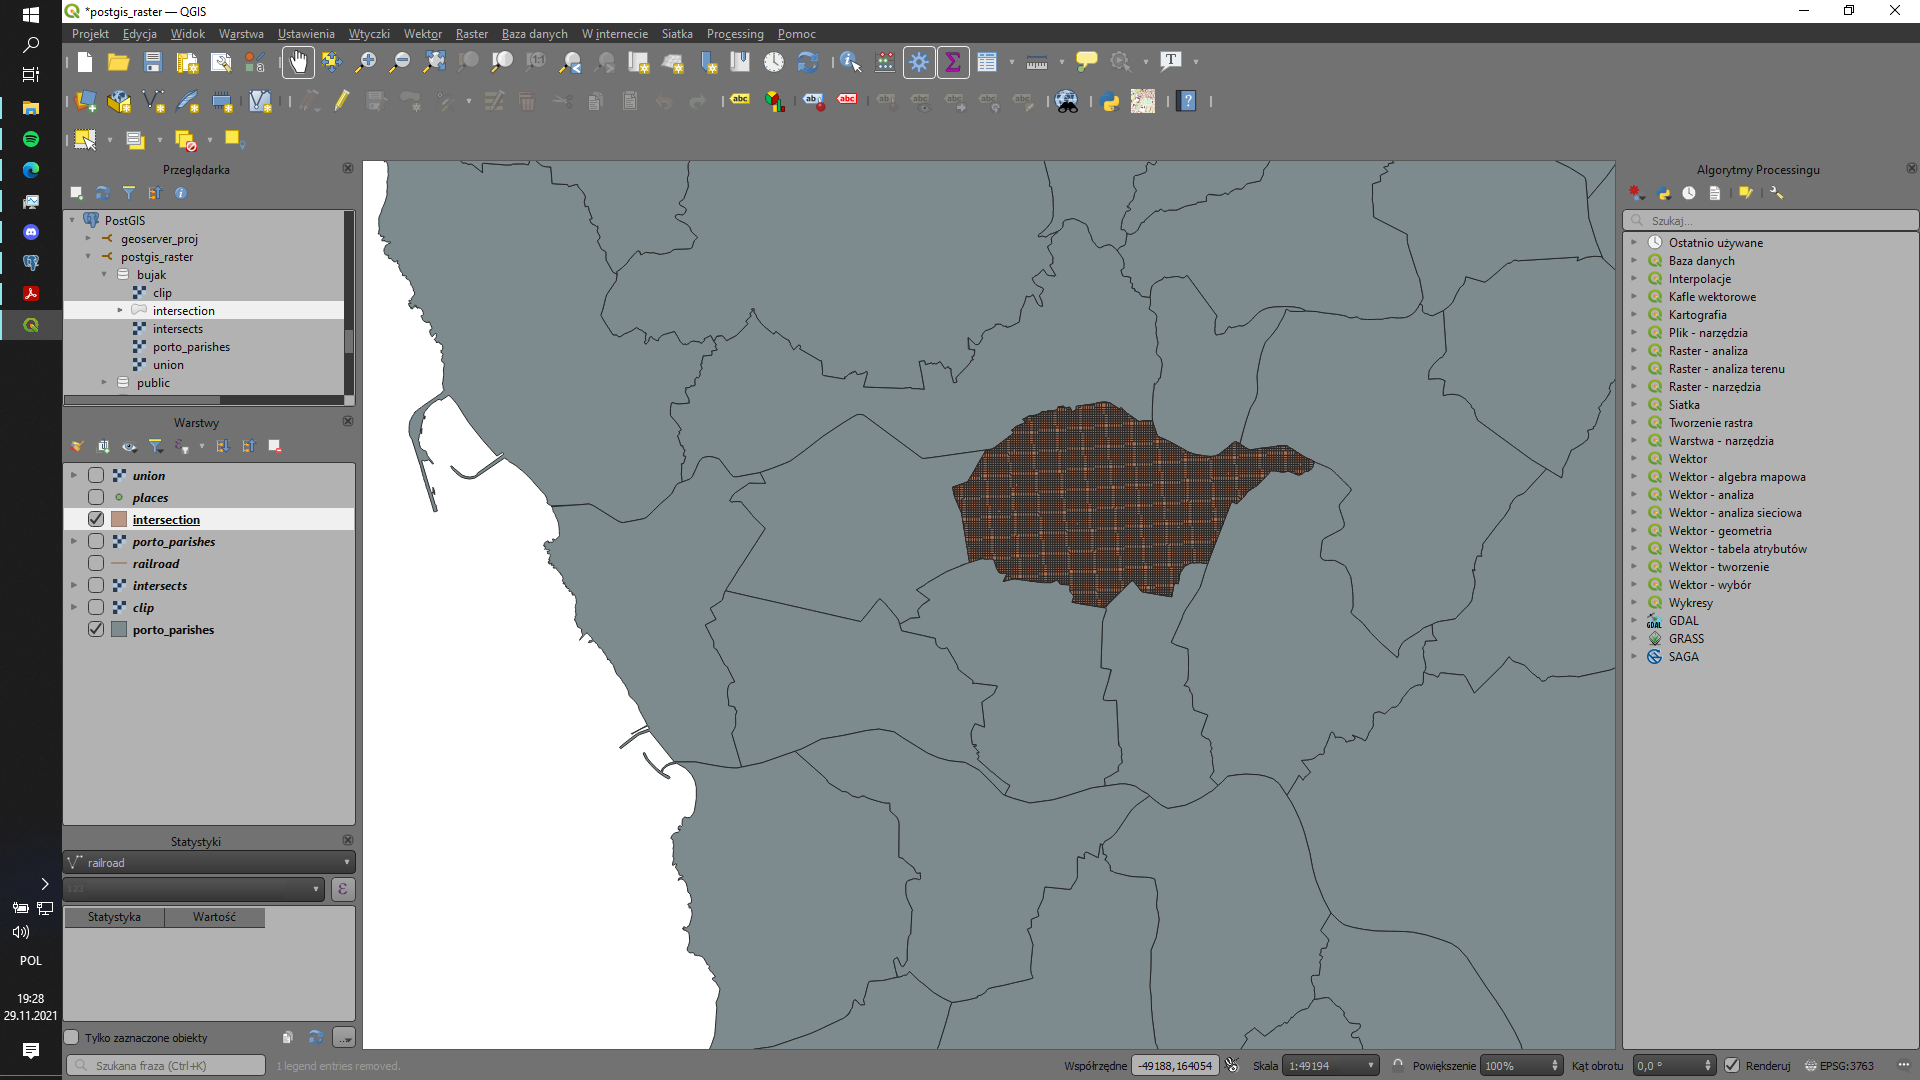 *postgis_raster — QGIS
Projekt Edycja Widok Warstwa Ustawienia Wtyczki Wektor Raster Baza danych W internecie Siatka Processing Pomoc
Przeglądarka
PostGIS
geoserver_proj
postgis_raster
bujak
clip
intersection
intersects
porto_parishes
union
public
Warstwy
union
places
intersection
porto_parishes
railroad
intersects
clip
porto_parishes
Statystyki
railroad
123
Statystyka Wartość
Tylko zaznaczone obiekty
Szukana fraza (Ctrl+K)
1 legend entries removed.
Współrzędne -49188,164054 Skala 1:49194 Powiększenie 100% Kąt obrotu 0,0 ° Renderuj EPSG:3763
Algorytmy Processingu
Szukaj...
Ostatnio używane
Baza danych
Interpolacje
Kafle wektorowe
Kartografia
Plik - narzędzia
Raster - analiza
Raster - analiza terenu
Raster - narzędzia
Siatka
Tworzenie rastra
Warstwa - narzędzia
Wektor
Wektor - algebra mapowa
Wektor - analiza
Wektor - analiza sieciowa
Wektor - geometria
Wektor - tabela atrybutów
Wektor - tworzenie
Wektor - wybór
Wykresy
GDAL
GRASS
SAGA
POL
19:28
29.11.2021